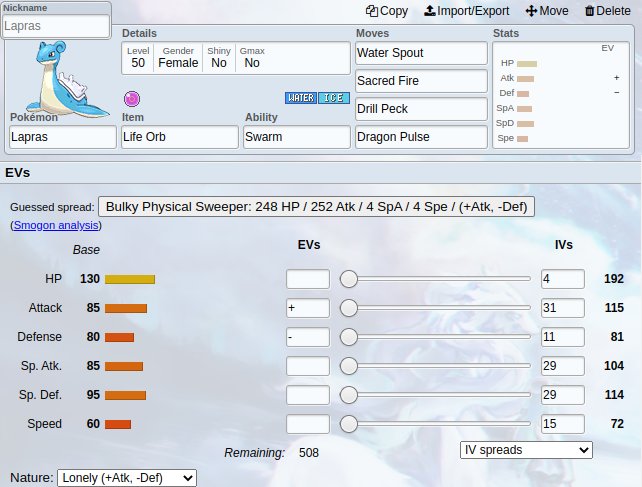 Nickname
Lapras
Copy Import/Export Move Delete
Details
Level Gender Shiny Gmax
50 Female No No
WATER ICE
Pokémon Item Ability
Lapras Life Orb Swarm
Moves
Water Spout
Sacred Fire
Drill Peck
Dragon Pulse
Stats
EV
HP
Atk +
Def −
SpA
SpD
Spe
EVs
Guessed spread: Bulky Physical Sweeper: 248 HP / 252 Atk / 4 SpA / 4 Spe / (+Atk, -Def)
(Smogon analysis)
Base EVs IVs
HP 130 4 192
Attack 85 + 31 115
Defense 80 - 11 81
Sp. Atk. 85 29 104
Sp. Def. 95 29 114
Speed 60 15 72
Remaining: 508 IV spreads
Nature: Lonely (+Atk, -Def)